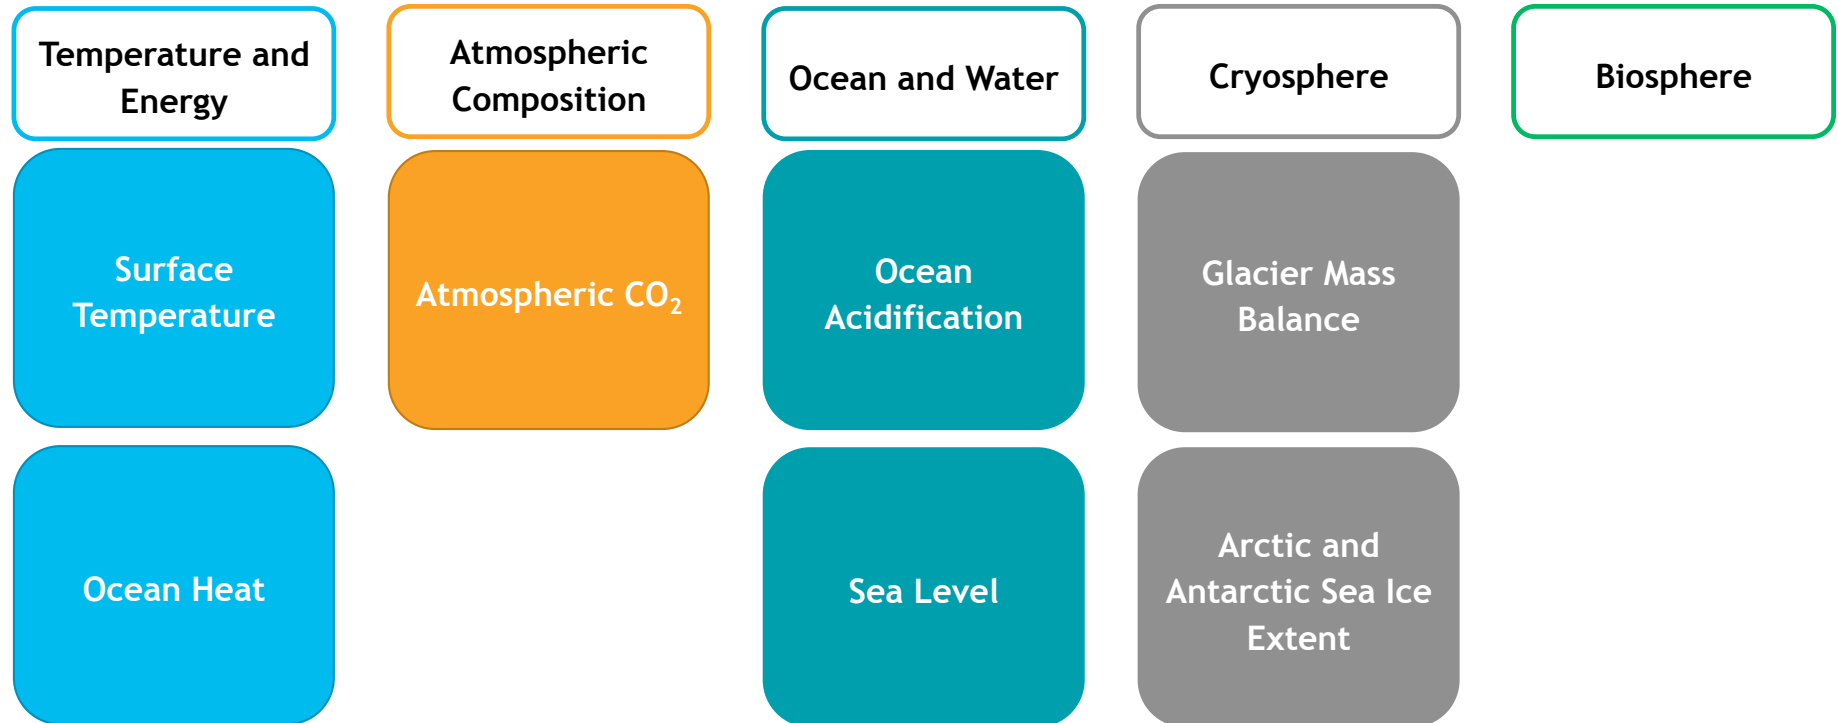 Temperature and
Energy
Atmospheric
Composition
Ocean and Water
Cryosphere
Biosphere
Surface
Temperature
Atmospheric CO₂
Ocean
Acidification
Glacier Mass
Balance
Ocean Heat
Sea Level
Arctic and
Antarctic Sea Ice
Extent